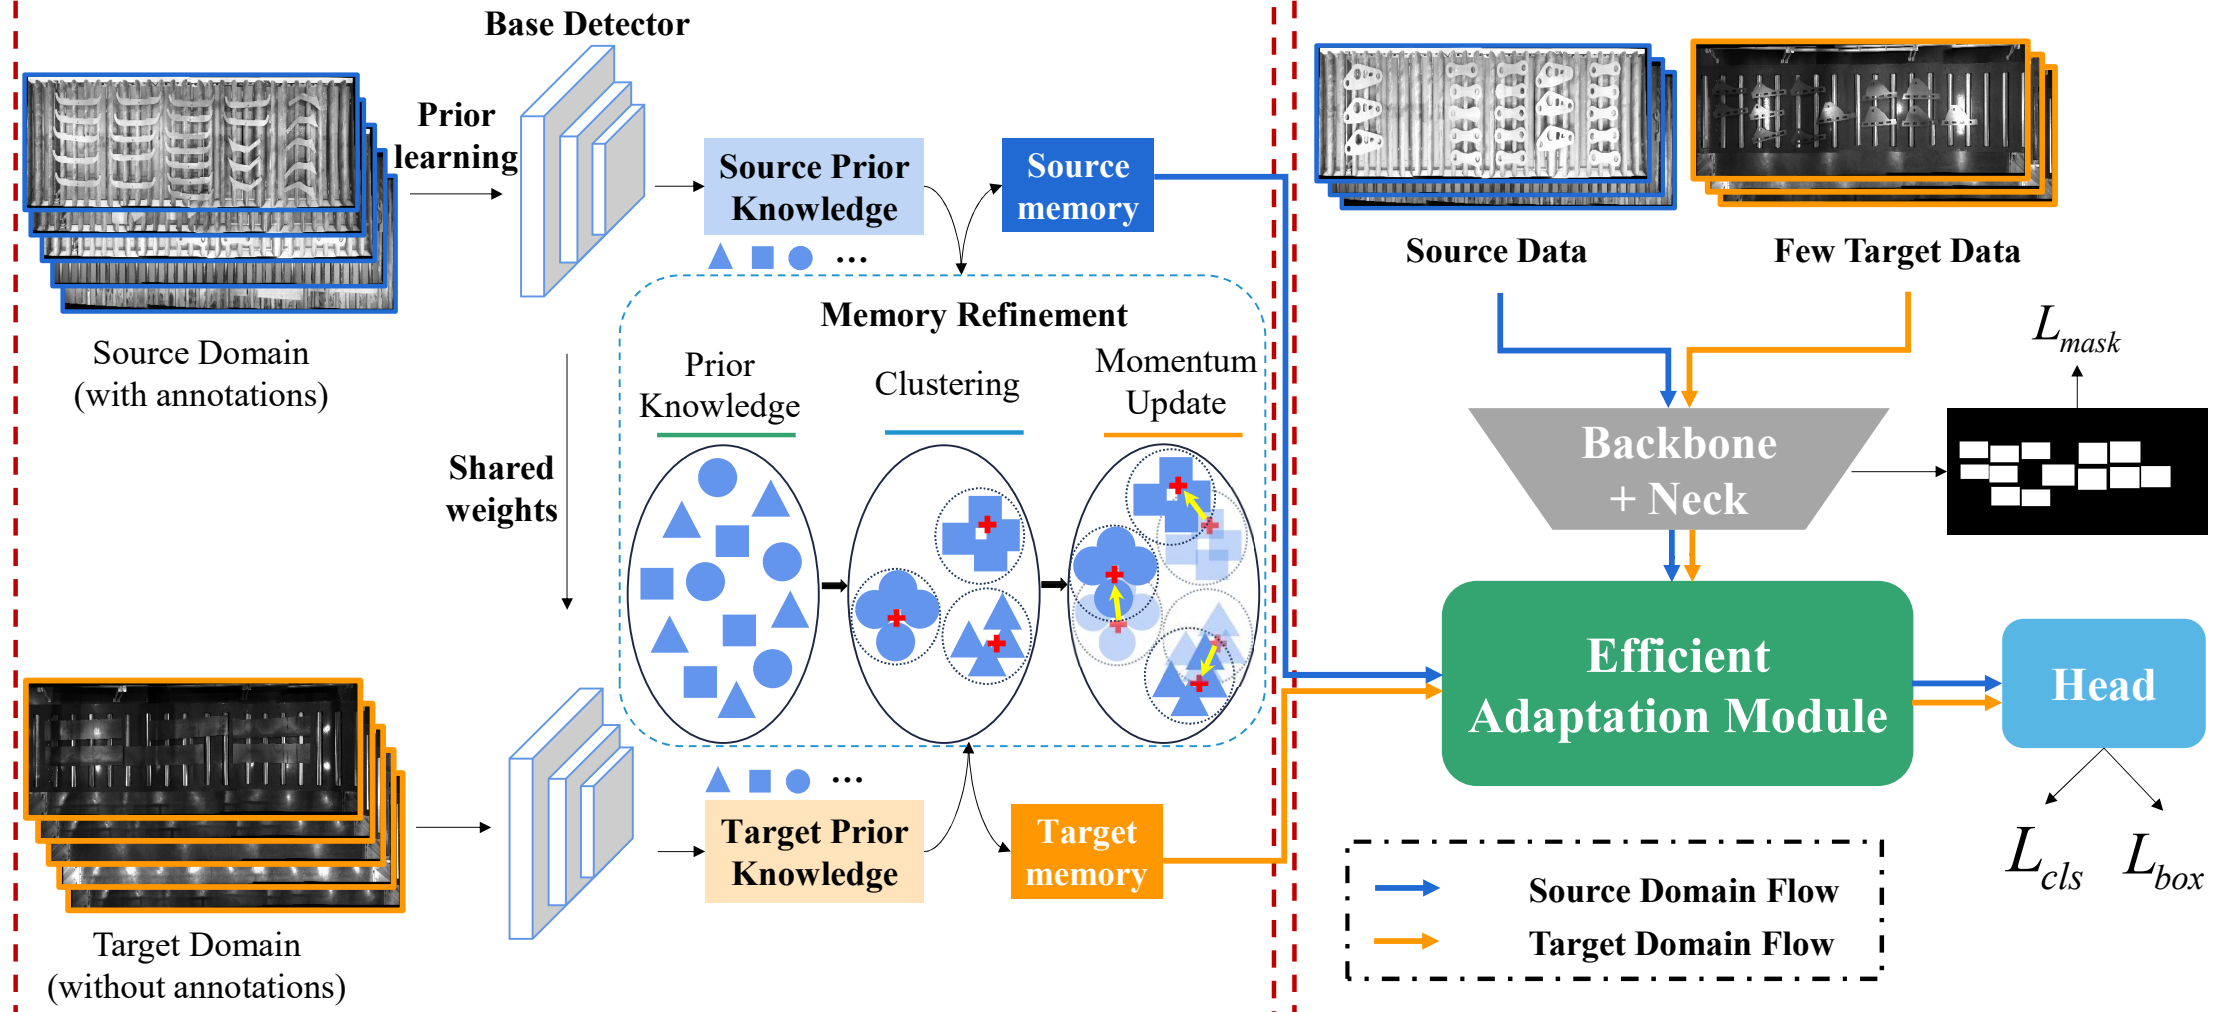 Base Detector
Prior
learning
Source Prior
Knowledge
...
Source
memory
Source Domain
(with annotations)
Shared
weights
Memory Refinement
Prior
Knowledge
Clustering
Momentum
Update
...
Target Prior
Knowledge
Target
memory
Target Domain
(without annotations)
Source Data
Few Target Data
L_mask
Backbone
+ Neck
Efficient
Adaptation Module
Head
L_cls
L_box
Source Domain Flow
Target Domain Flow